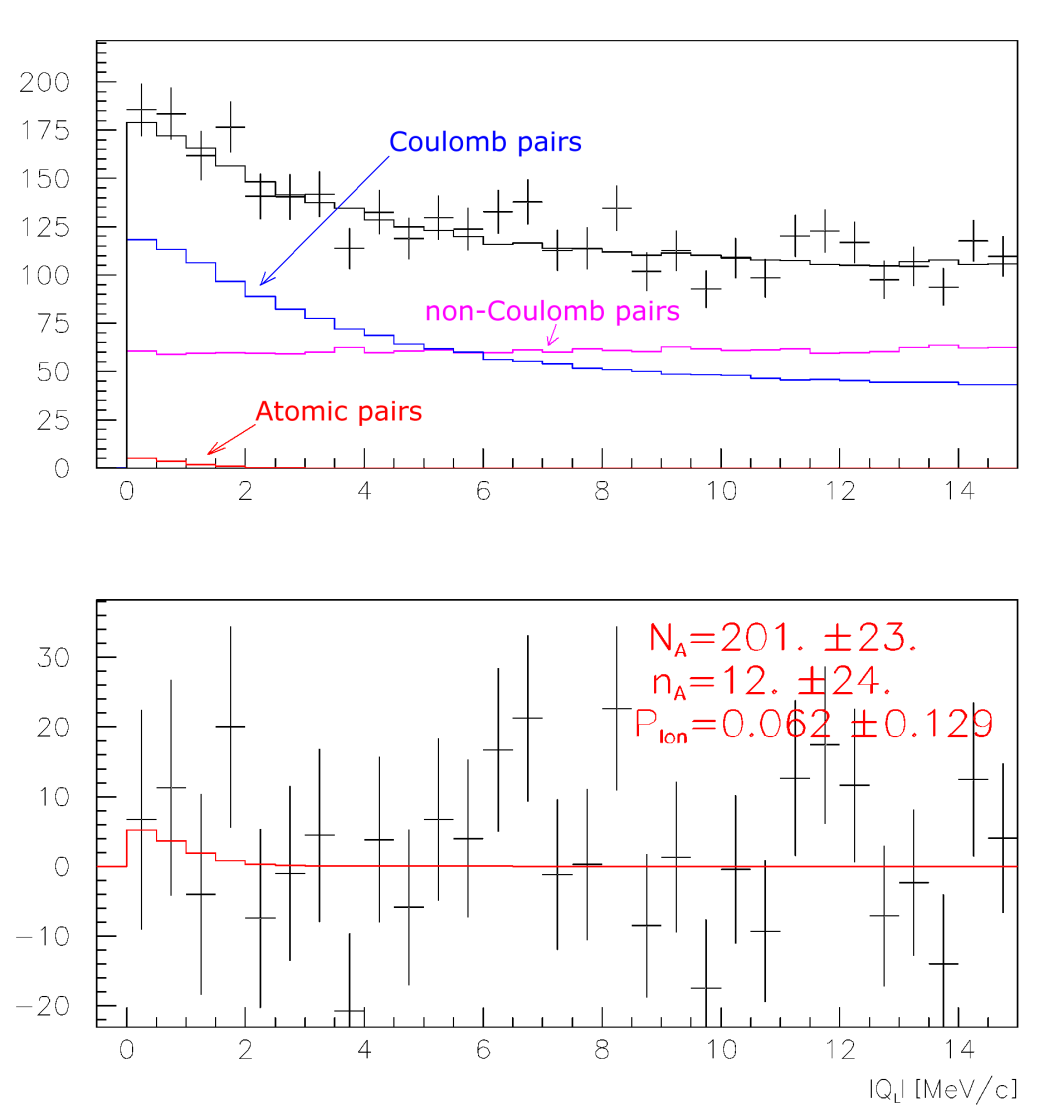 200
175
150
125
100
75
50
25
0
Coulomb pairs
non-Coulomb pairs
Atomic pairs
0 2 4 6 8 10 12 14
30
20
10
0
−10
−20
N_A=201. ±23.
n_A=12. ±24.
P_lon=0.062 ±0.129
0 2 4 6 8 10 12 14
|Q_L| [MeV/c]